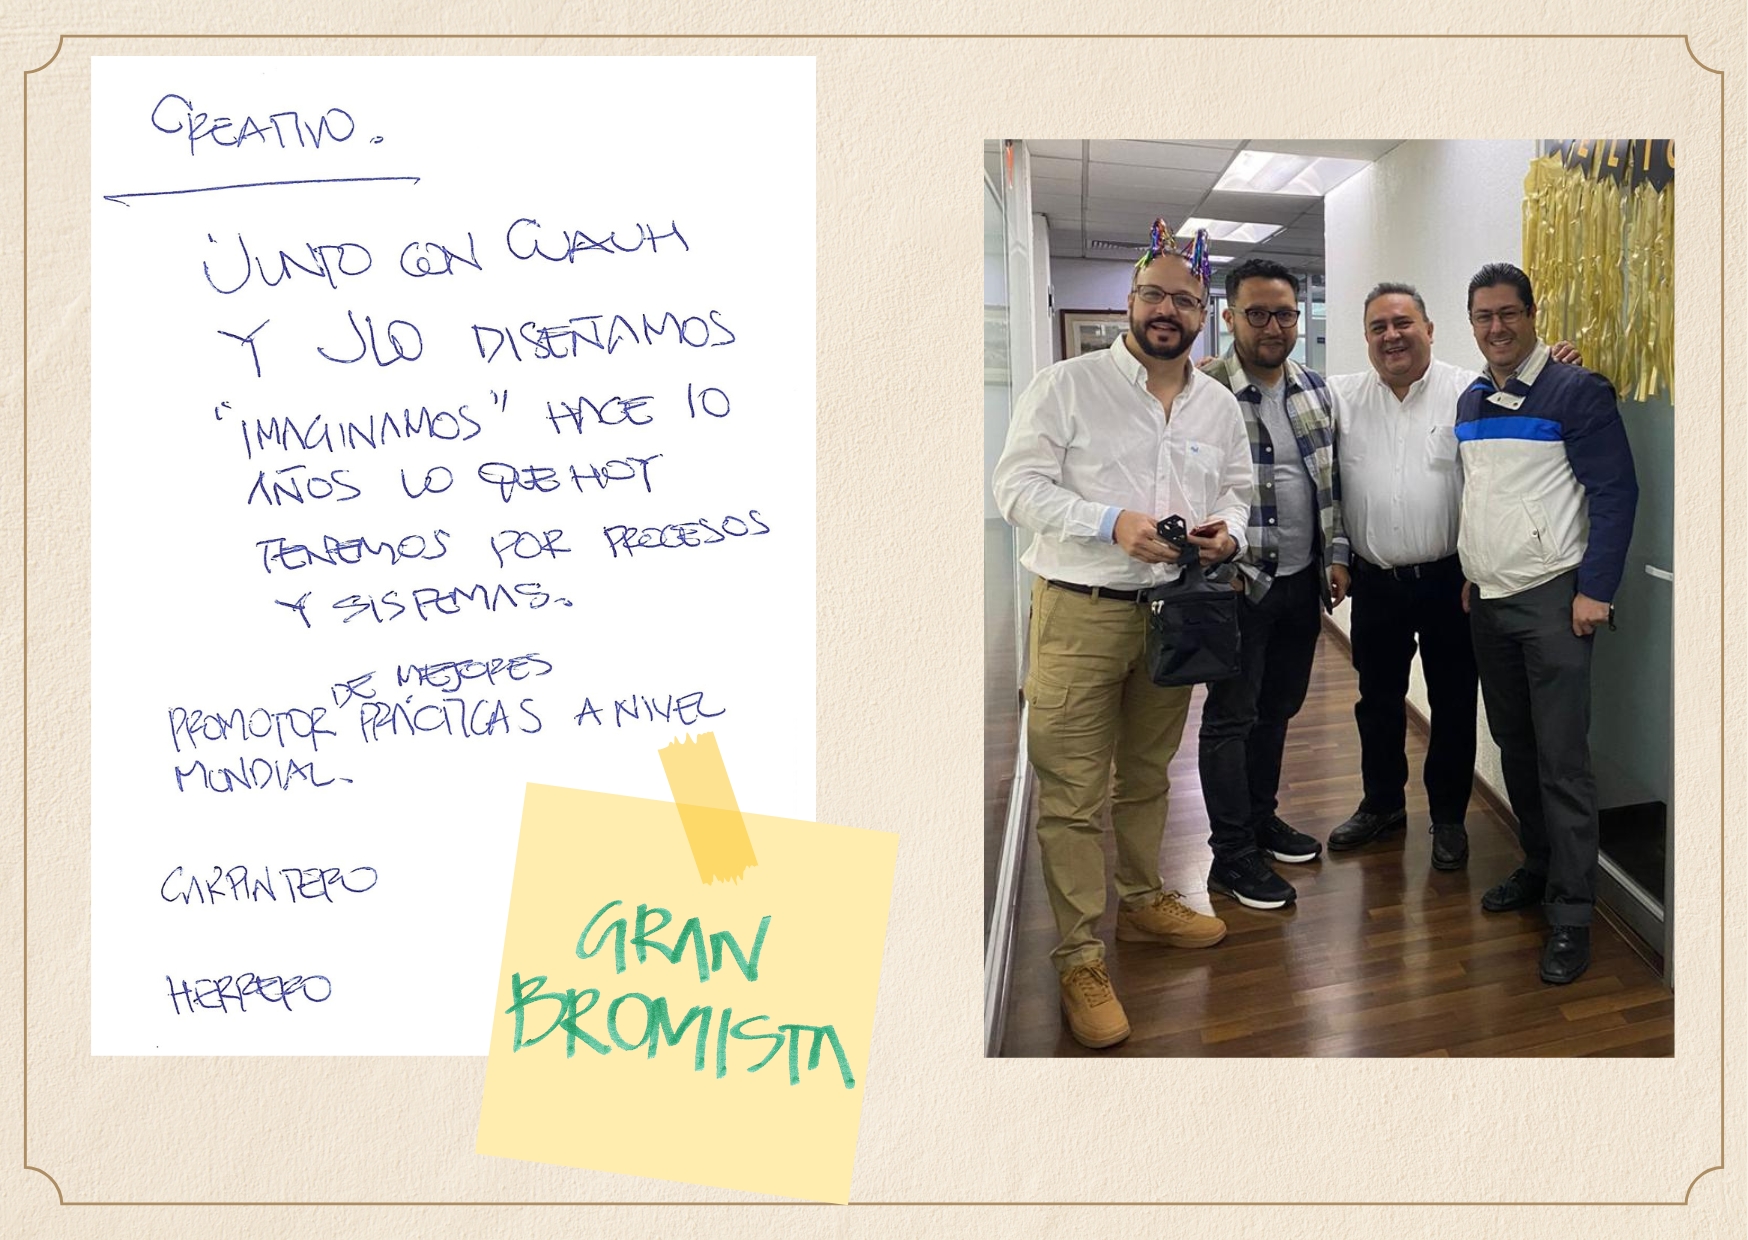 CREATIVO.
JUNTO CON CUAUH
Y JLO DISEÑAMOS
"IMAGINAMOS" HACE 10
AÑOS LO QUE HOY
TENEMOS POR PROCESOS
Y SISTEMAS.
DE MEJORES
PROMOTOR PRÁCTICAS A NIVEL
MUNDIAL.
CARPINTERO
HERRERO
GRAN
BROMISTA
ELIC